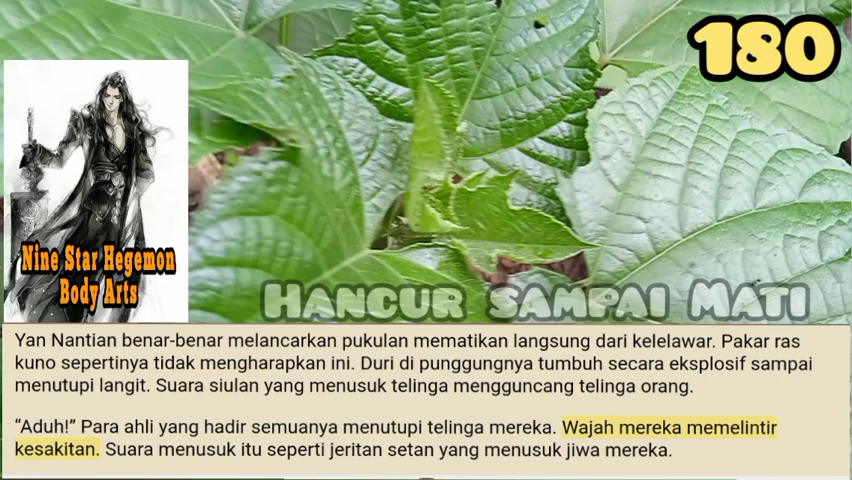 180
Nine Star Hegemon
Body Arts
Hancur sampai Mati
Yan Nantian benar-benar melancarkan pukulan mematikan langsung dari kelelawar. Pakar ras
kuno sepertinya tidak mengharapkan ini. Duri di punggungnya tumbuh secara eksplosif sampai
menutupi langit. Suara siulan yang menusuk telinga mengguncang telinga orang.
“Aduh!” Para ahli yang hadir semuanya menutupi telinga mereka. Wajah mereka memelintir
kesakitan. Suara menusuk itu seperti jeritan setan yang menusuk jiwa mereka.